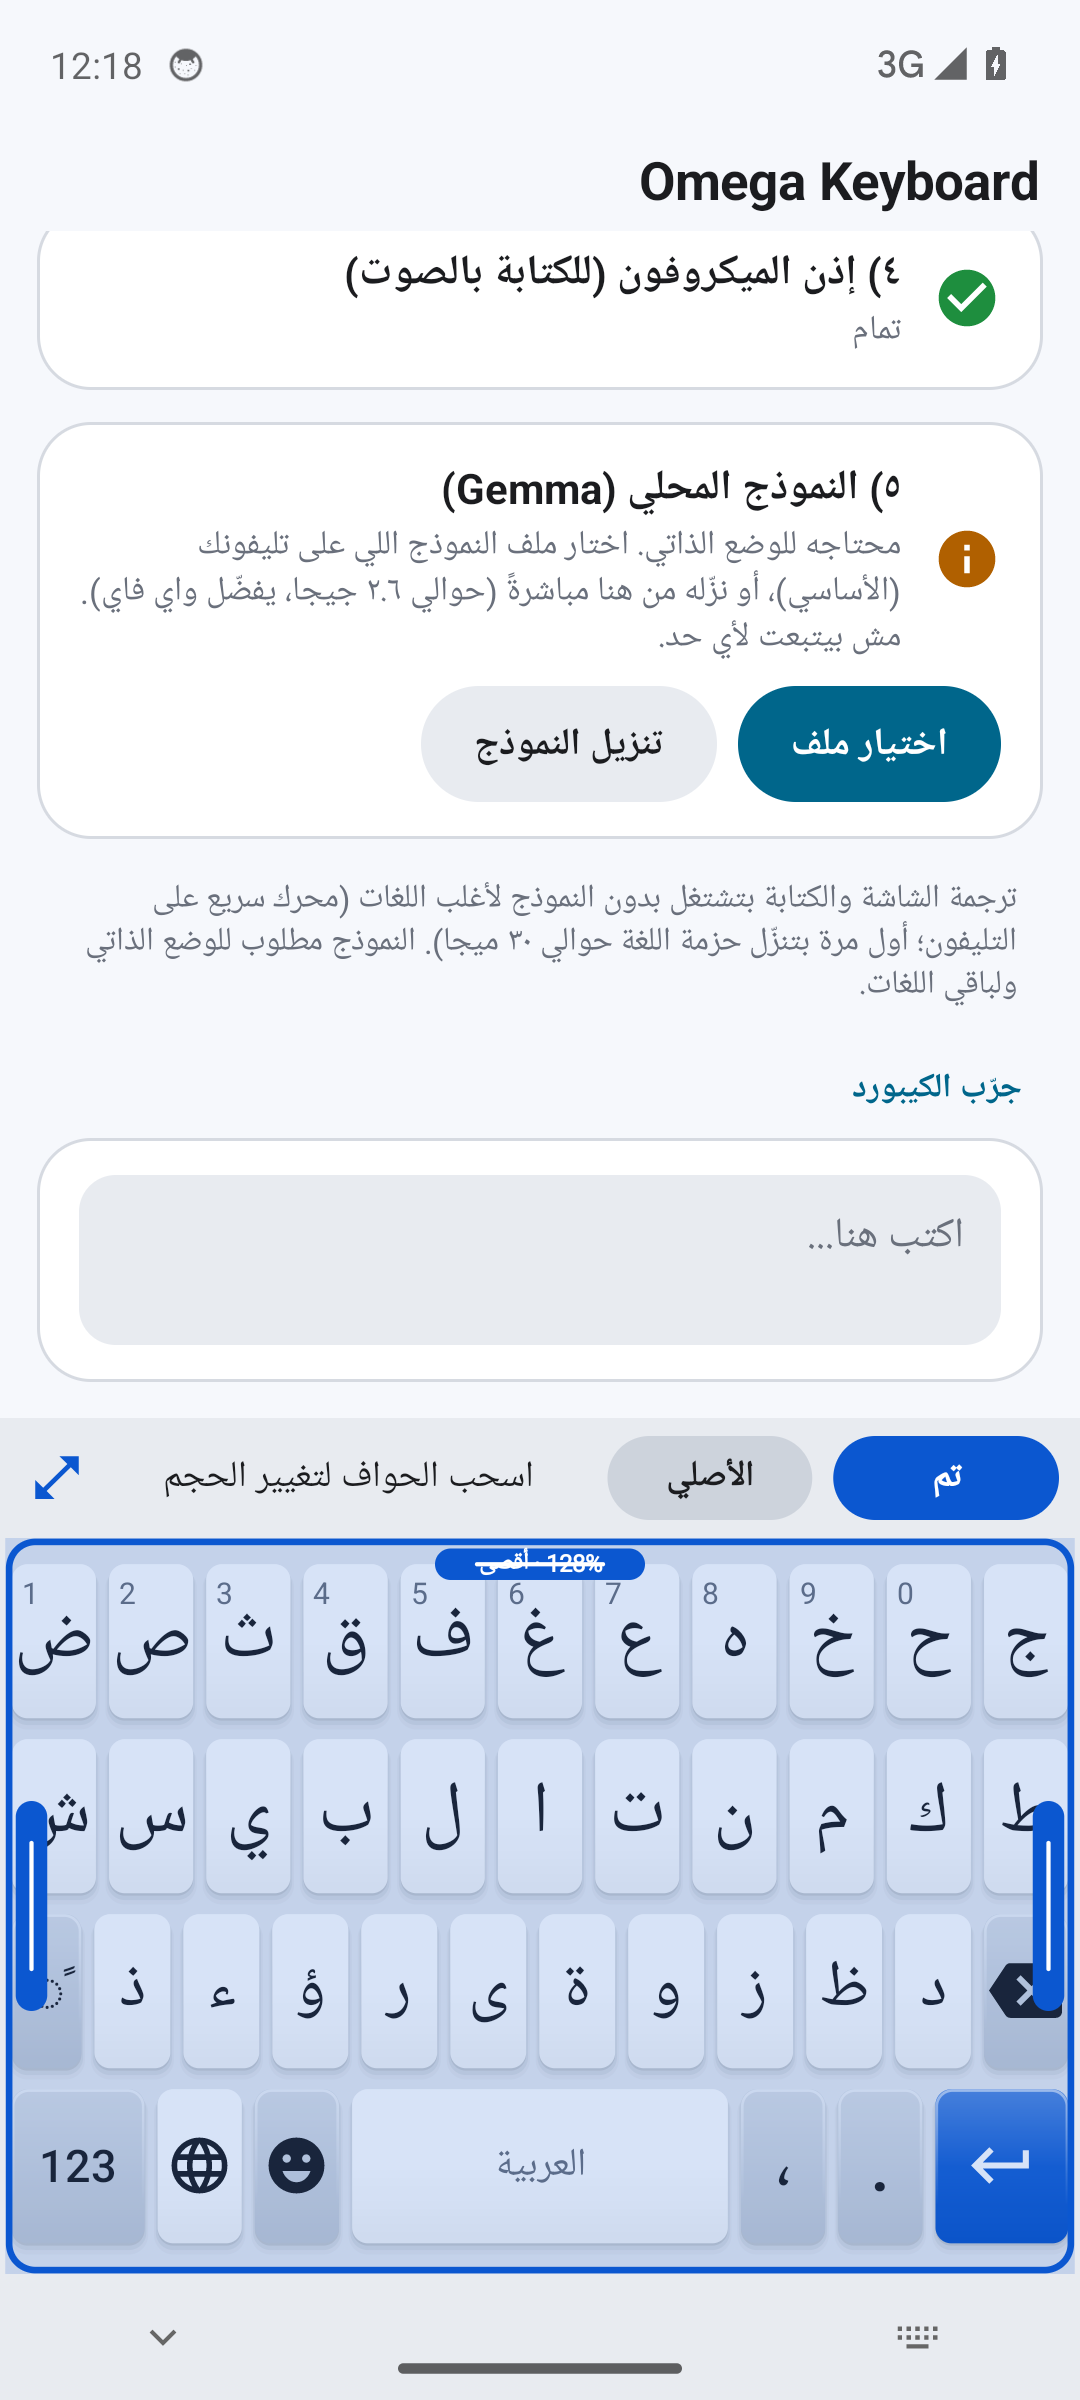 12:18
3G
Omega Keyboard
٤) إذن الميكروفون (للكتابة بالصوت)
تمام
٥) النموذج المحلي (Gemma)
محتاجه للوضع الذاتي. اختار ملف النموذج اللي على تليفونك
(الأساسي)، أو نزّله من هنا مباشرةً (حوالي ٢.٦ جيجا، يفضّل واي فاي).
مش بيتبعت لأي حد.
اختيار ملف
تنزيل النموذج
ترجمة الشاشة والكتابة بتشتغل بدون النموذج لأغلب اللغات (محرك سريع على
التليفون؛ أول مرة بتنزّل حزمة اللغة حوالي ٣٠ ميجا). النموذج مطلوب للوضع الذاتي
ولباقي اللغات.
جرّب الكيبورد
اكتب هنا...
تم
الأصلي
اسحب الحواف لتغيير الحجم
128% · أقصى
1 2 3 4 5 6 7 8 9 0
ض ص ث ق ف غ ع ه خ ح ج
ش س ي ب ل ا ت ن م ك ط
ذ ء ؤ ر ى ة و ز ظ د
123 العربية ، .